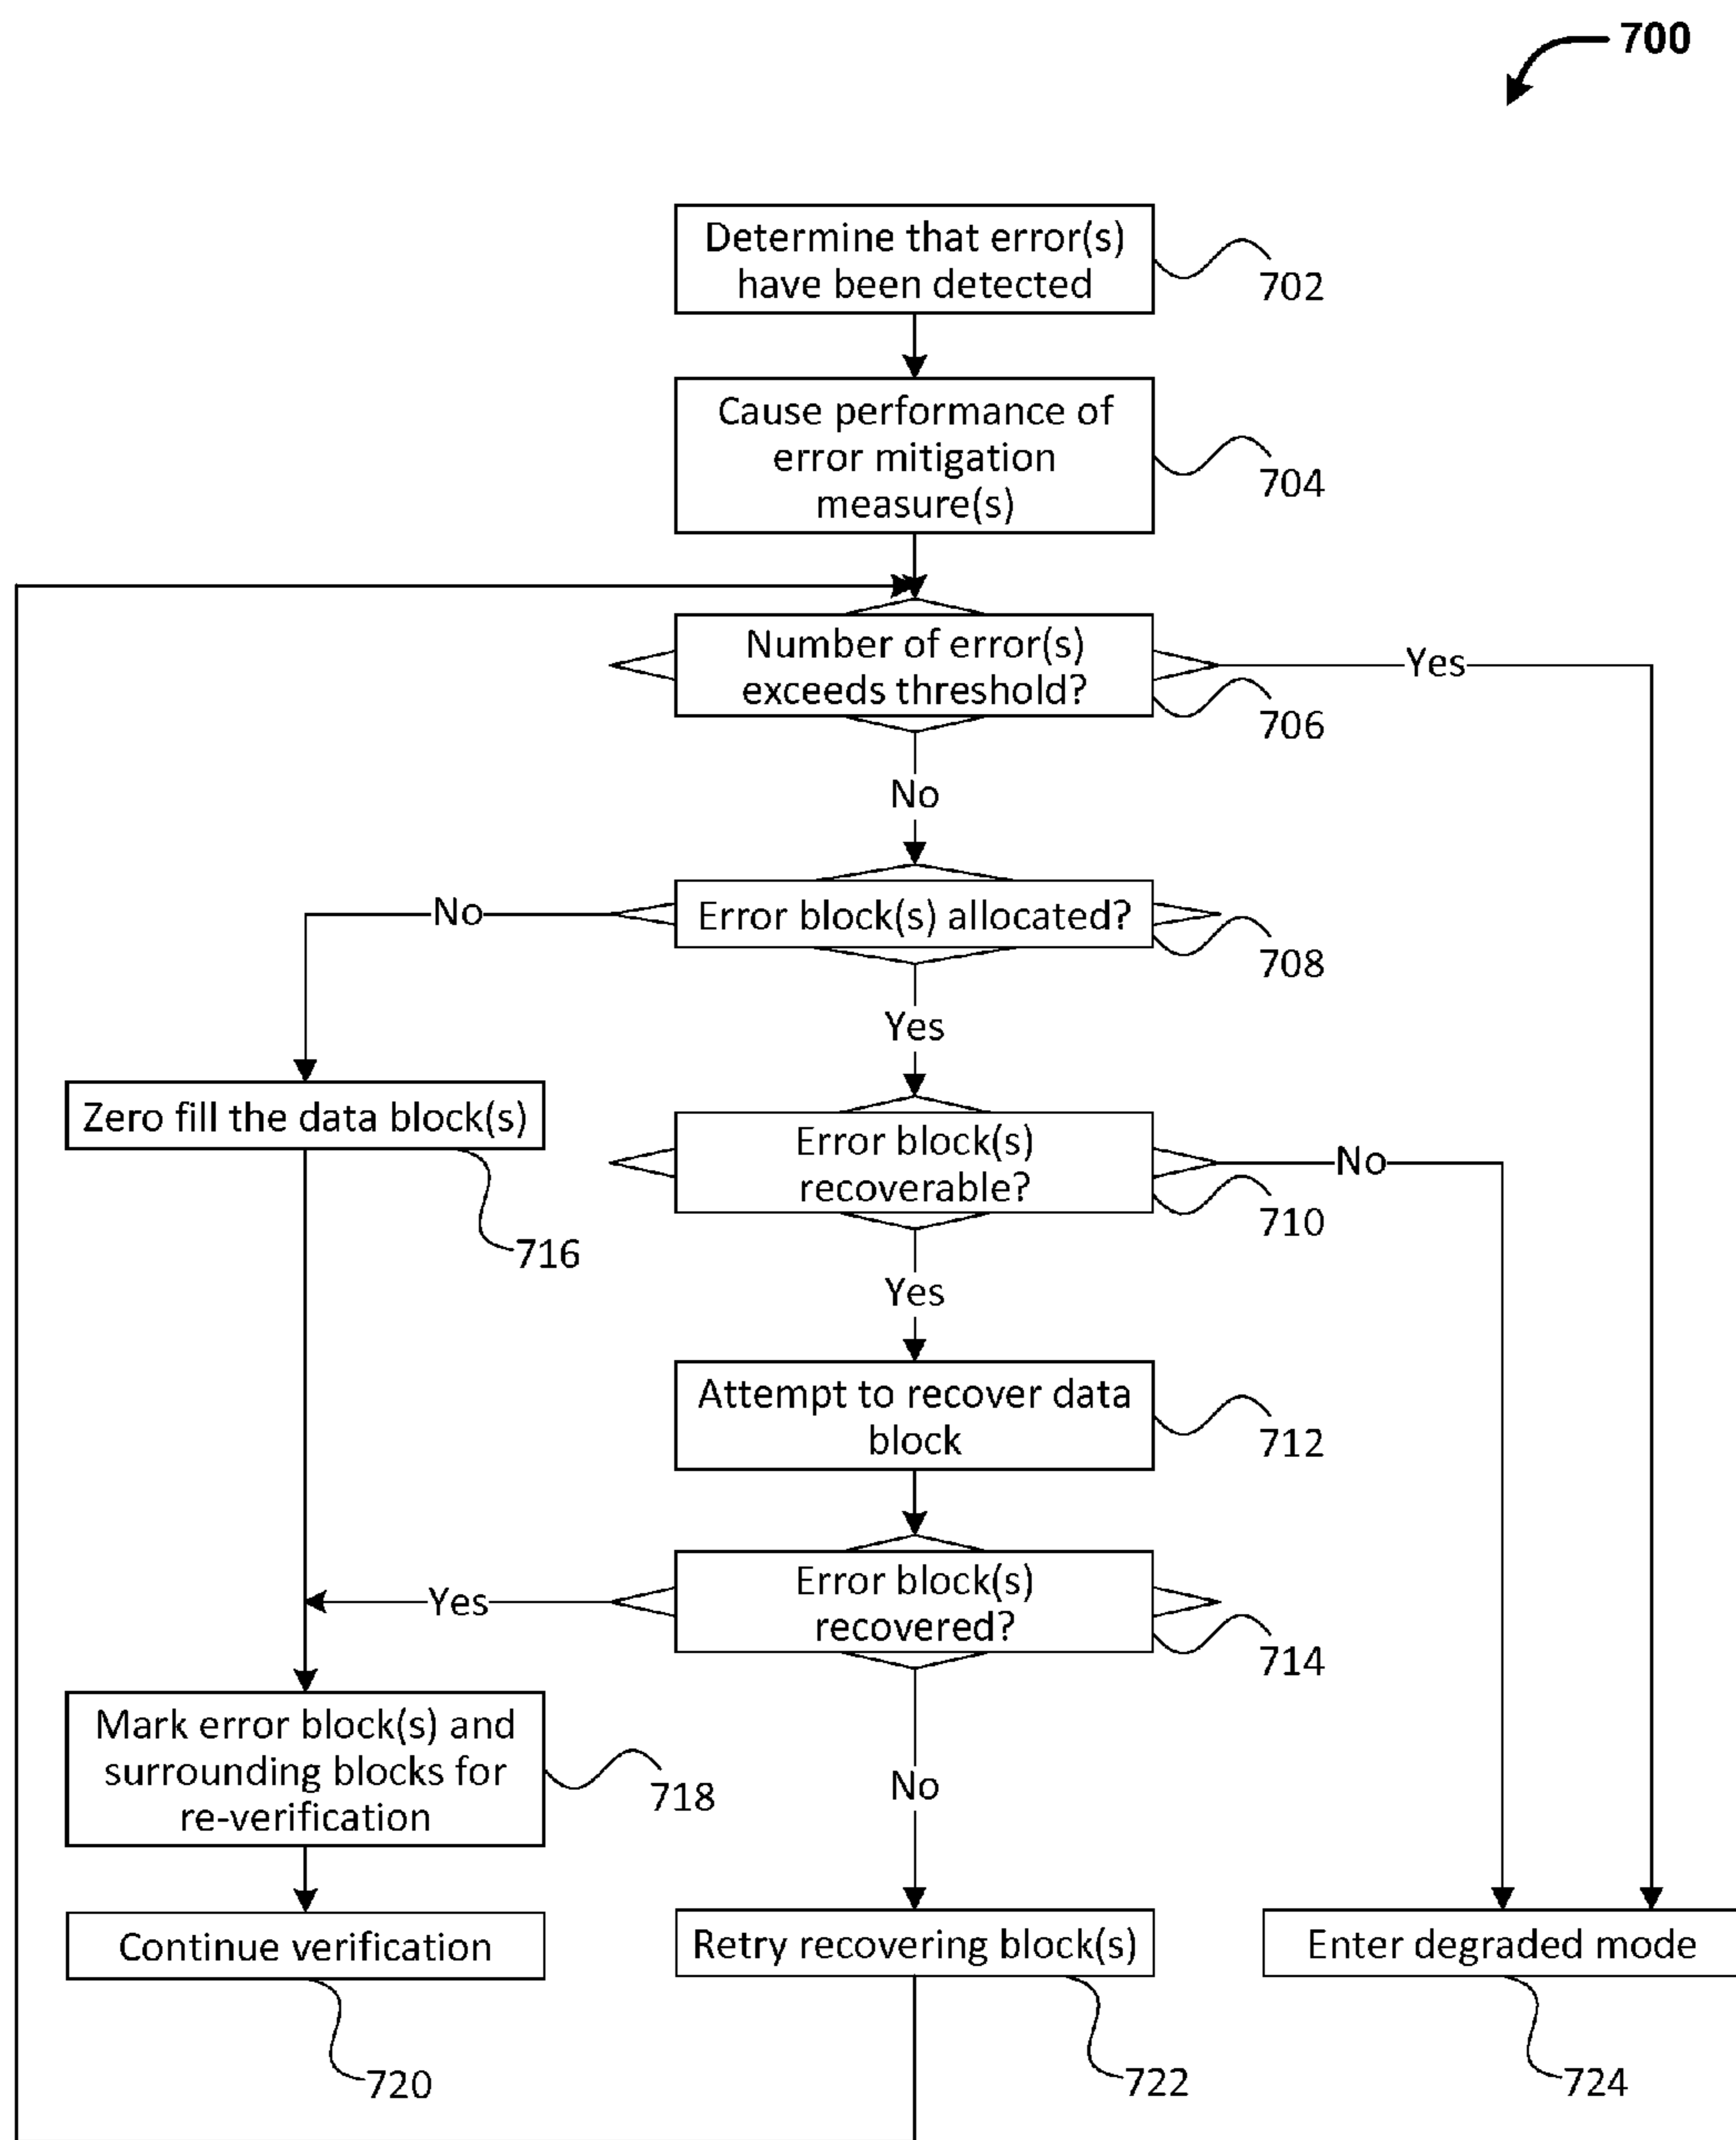 700
Determine that error(s)
have been detected
702
Cause performance of
error mitigation
measure(s)
704
Number of error(s)
exceeds threshold?
Yes
706
No
No
Error block(s) allocated?
708
Yes
Zero fill the data block(s)
716
Error block(s)
recoverable?
No
710
Yes
Attempt to recover data
block
712
Yes
Error block(s)
recovered?
714
Mark error block(s) and
surrounding blocks for
re-verification
718
No
Continue verification
720
Retry recovering block(s)
722
Enter degraded mode
724